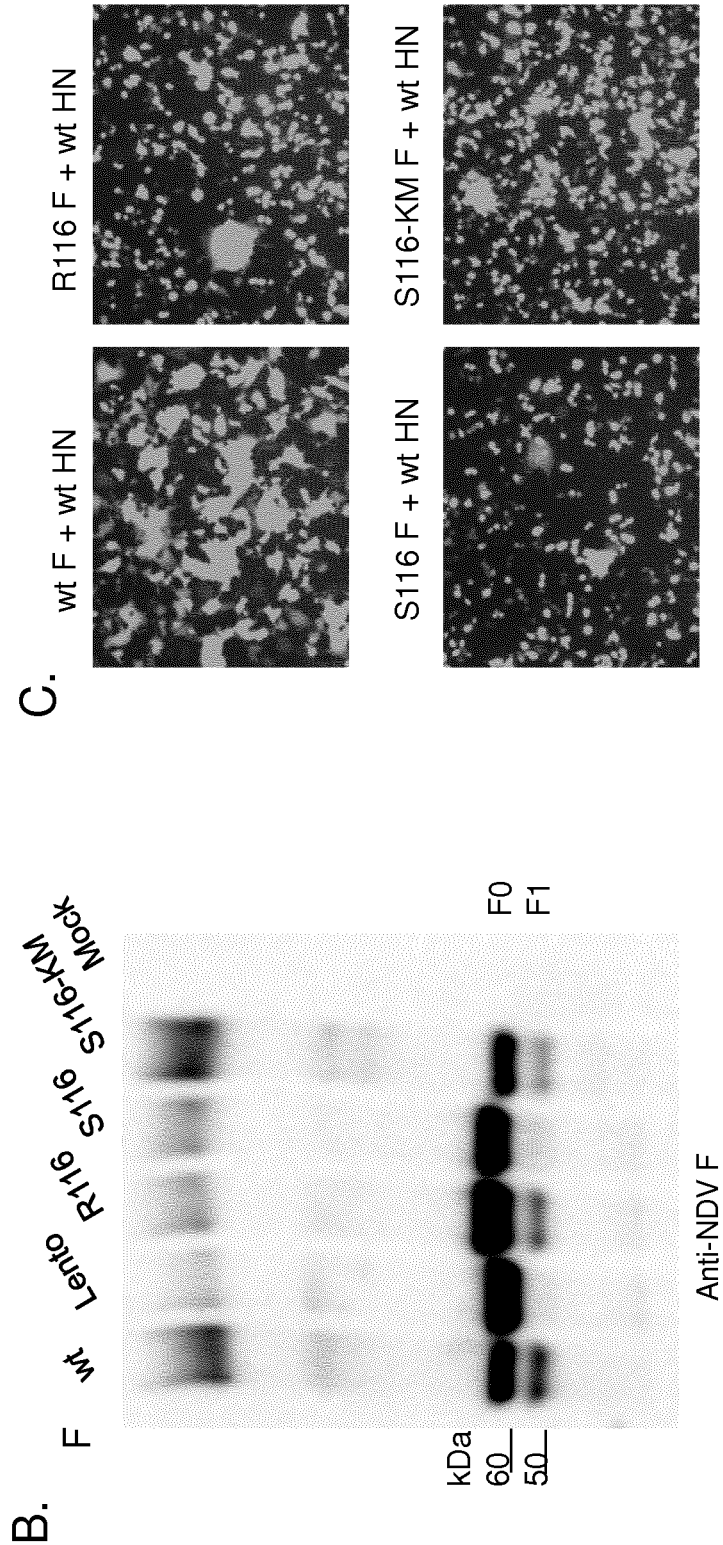 B.
F
wt
Lento
R116
S116
S116-KM
Mock
kDa
60
50
F0
F1
Anti-NDV F
C.
wt F + wt HN
R116 F + wt HN
S116 F + wt HN
S116-KM F + wt HN